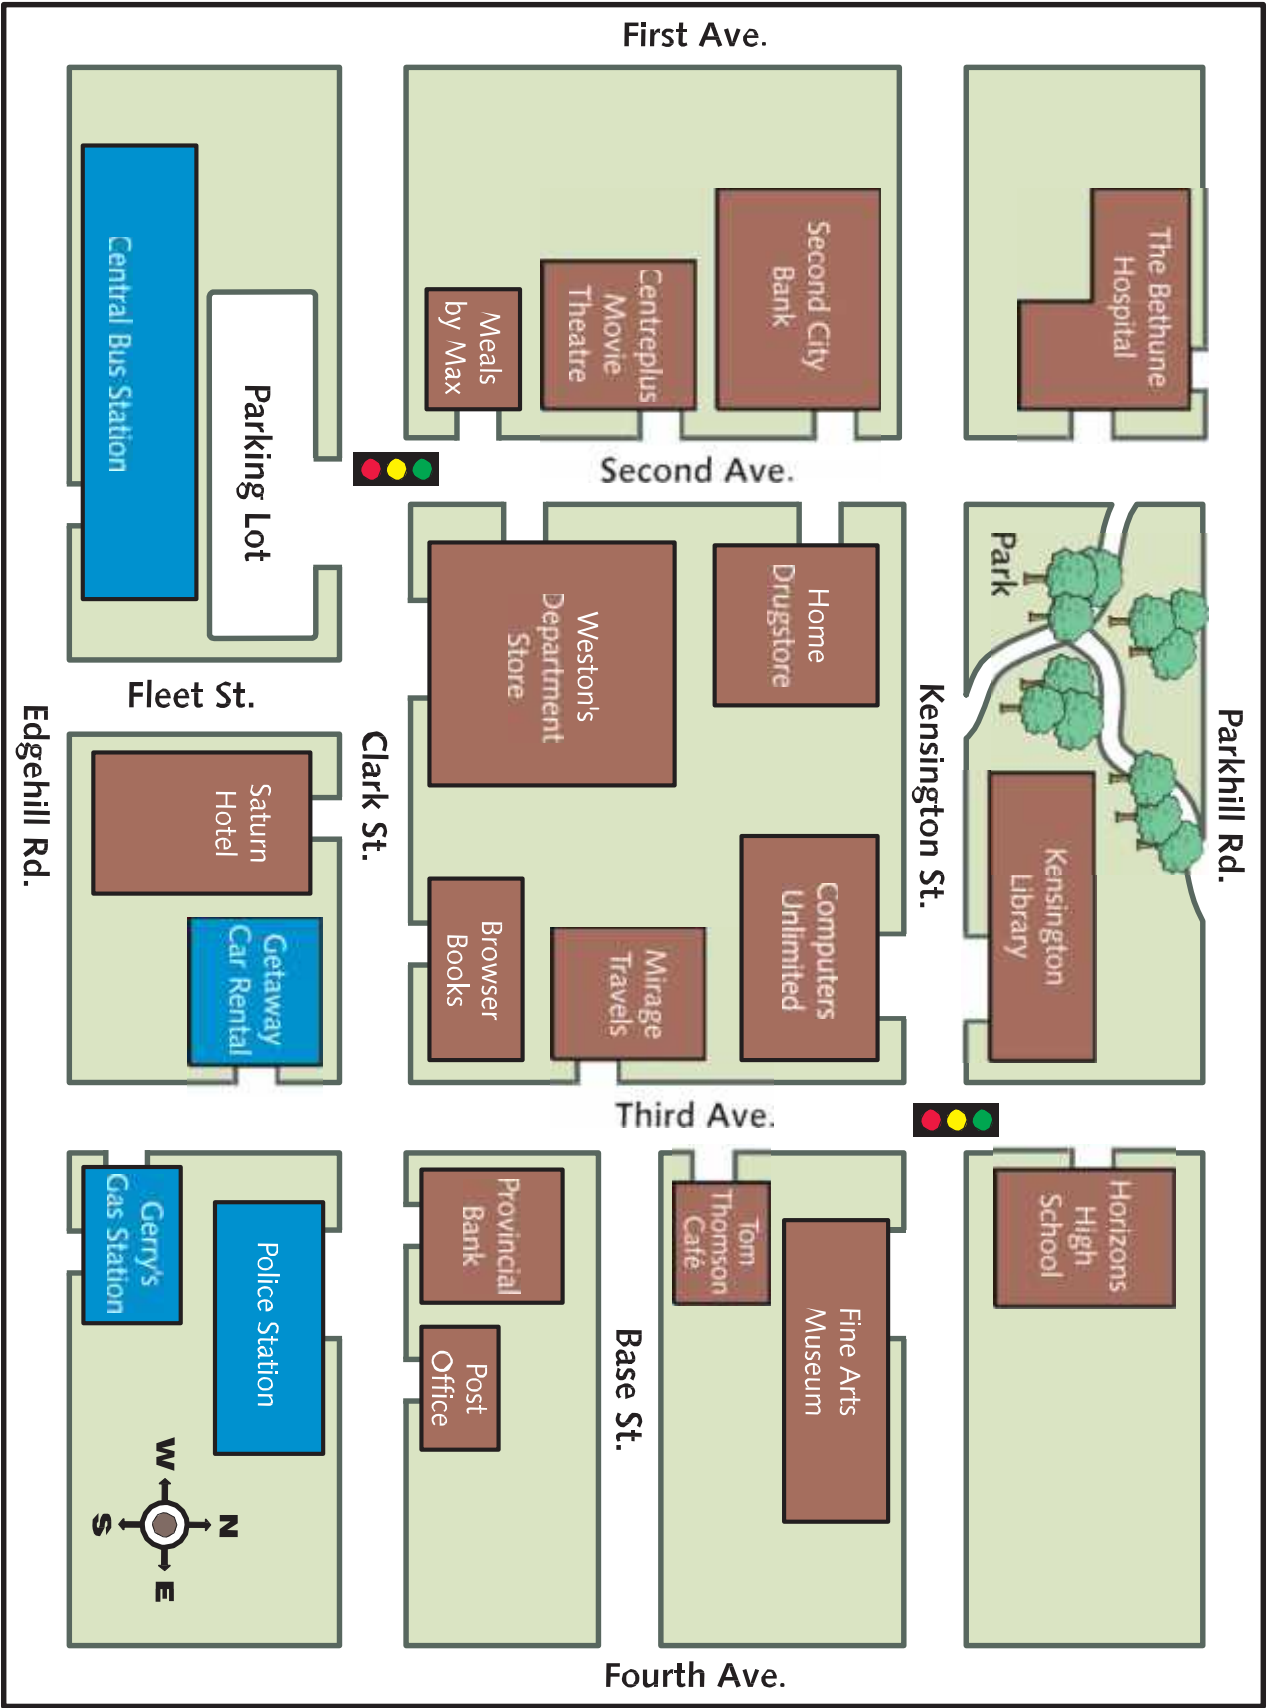 First Ave.
Central Bus Station
Parking Lot
Meals
by Max
Centreplus
Movie
Theatre
Second City
Bank
The Bethune
Hospital
Second Ave.
Weston's
Department
Store
Home
Drugstore
Park
Fleet St.
Edgehill Rd.
Clark St.
Kensington St.
Parkhill Rd.
Saturn
Hotel
Getaway
Car Rental
Browser
Books
Mirage
Travels
Computers
Unlimited
Kensington
Library
Third Ave.
Gerry's
Gas Station
Police Station
Provincial
Bank
Post
Office
Base St.
Tom
Thomson
Café
Fine Arts
Museum
Horizons
High
School
W
S
N
E
Fourth Ave.